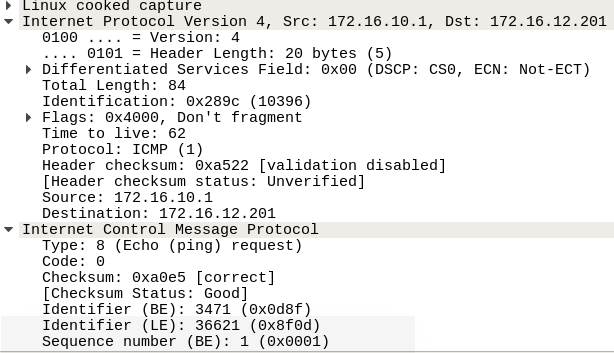 Linux cooked capture
Internet Protocol Version 4, Src: 172.16.10.1, Dst: 172.16.12.201
0100 .... = Version: 4
.... 0101 = Header Length: 20 bytes (5)
Differentiated Services Field: 0x00 (DSCP: CS0, ECN: Not-ECT)
Total Length: 84
Identification: 0x289c (10396)
Flags: 0x4000, Don't fragment
Time to live: 62
Protocol: ICMP (1)
Header checksum: 0xa522 [validation disabled]
[Header checksum status: Unverified]
Source: 172.16.10.1
Destination: 172.16.12.201
Internet Control Message Protocol
Type: 8 (Echo (ping) request)
Code: 0
Checksum: 0xa0e5 [correct]
[Checksum Status: Good]
Identifier (BE): 3471 (0x0d8f)
Identifier (LE): 36621 (0x8f0d)
Sequence number (BE): 1 (0x0001)